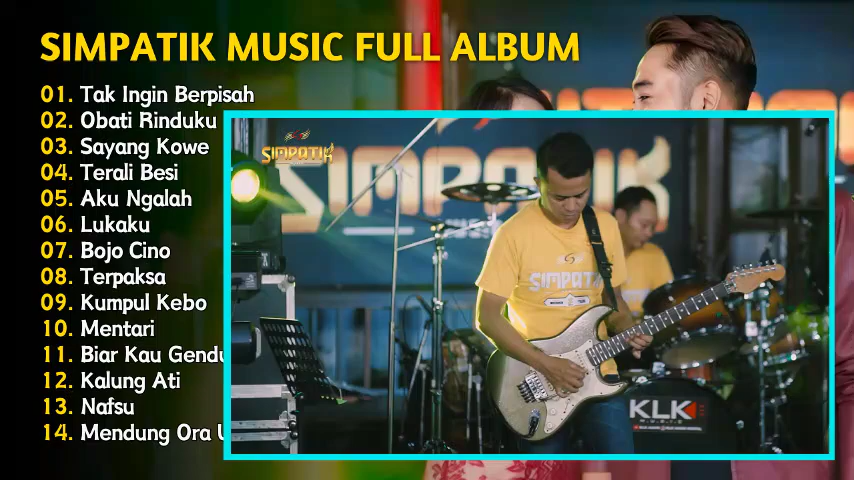 SIMPATIK MUSIC FULL ALBUM
01. Tak Ingin Berpisah
02. Obati Rinduku
03. Sayang Kowe
04. Terali Besi
05. Aku Ngalah
06. Lukaku
07. Bojo Cino
08. Terpaksa
09. Kumpul Kebo
10. Mentari
11. Biar Kau Gendu
12. Kalung Ati
13. Nafsu
14. Mendung Ora
SIMPATIK
SIMPATIK
SIMPATIK
KLK